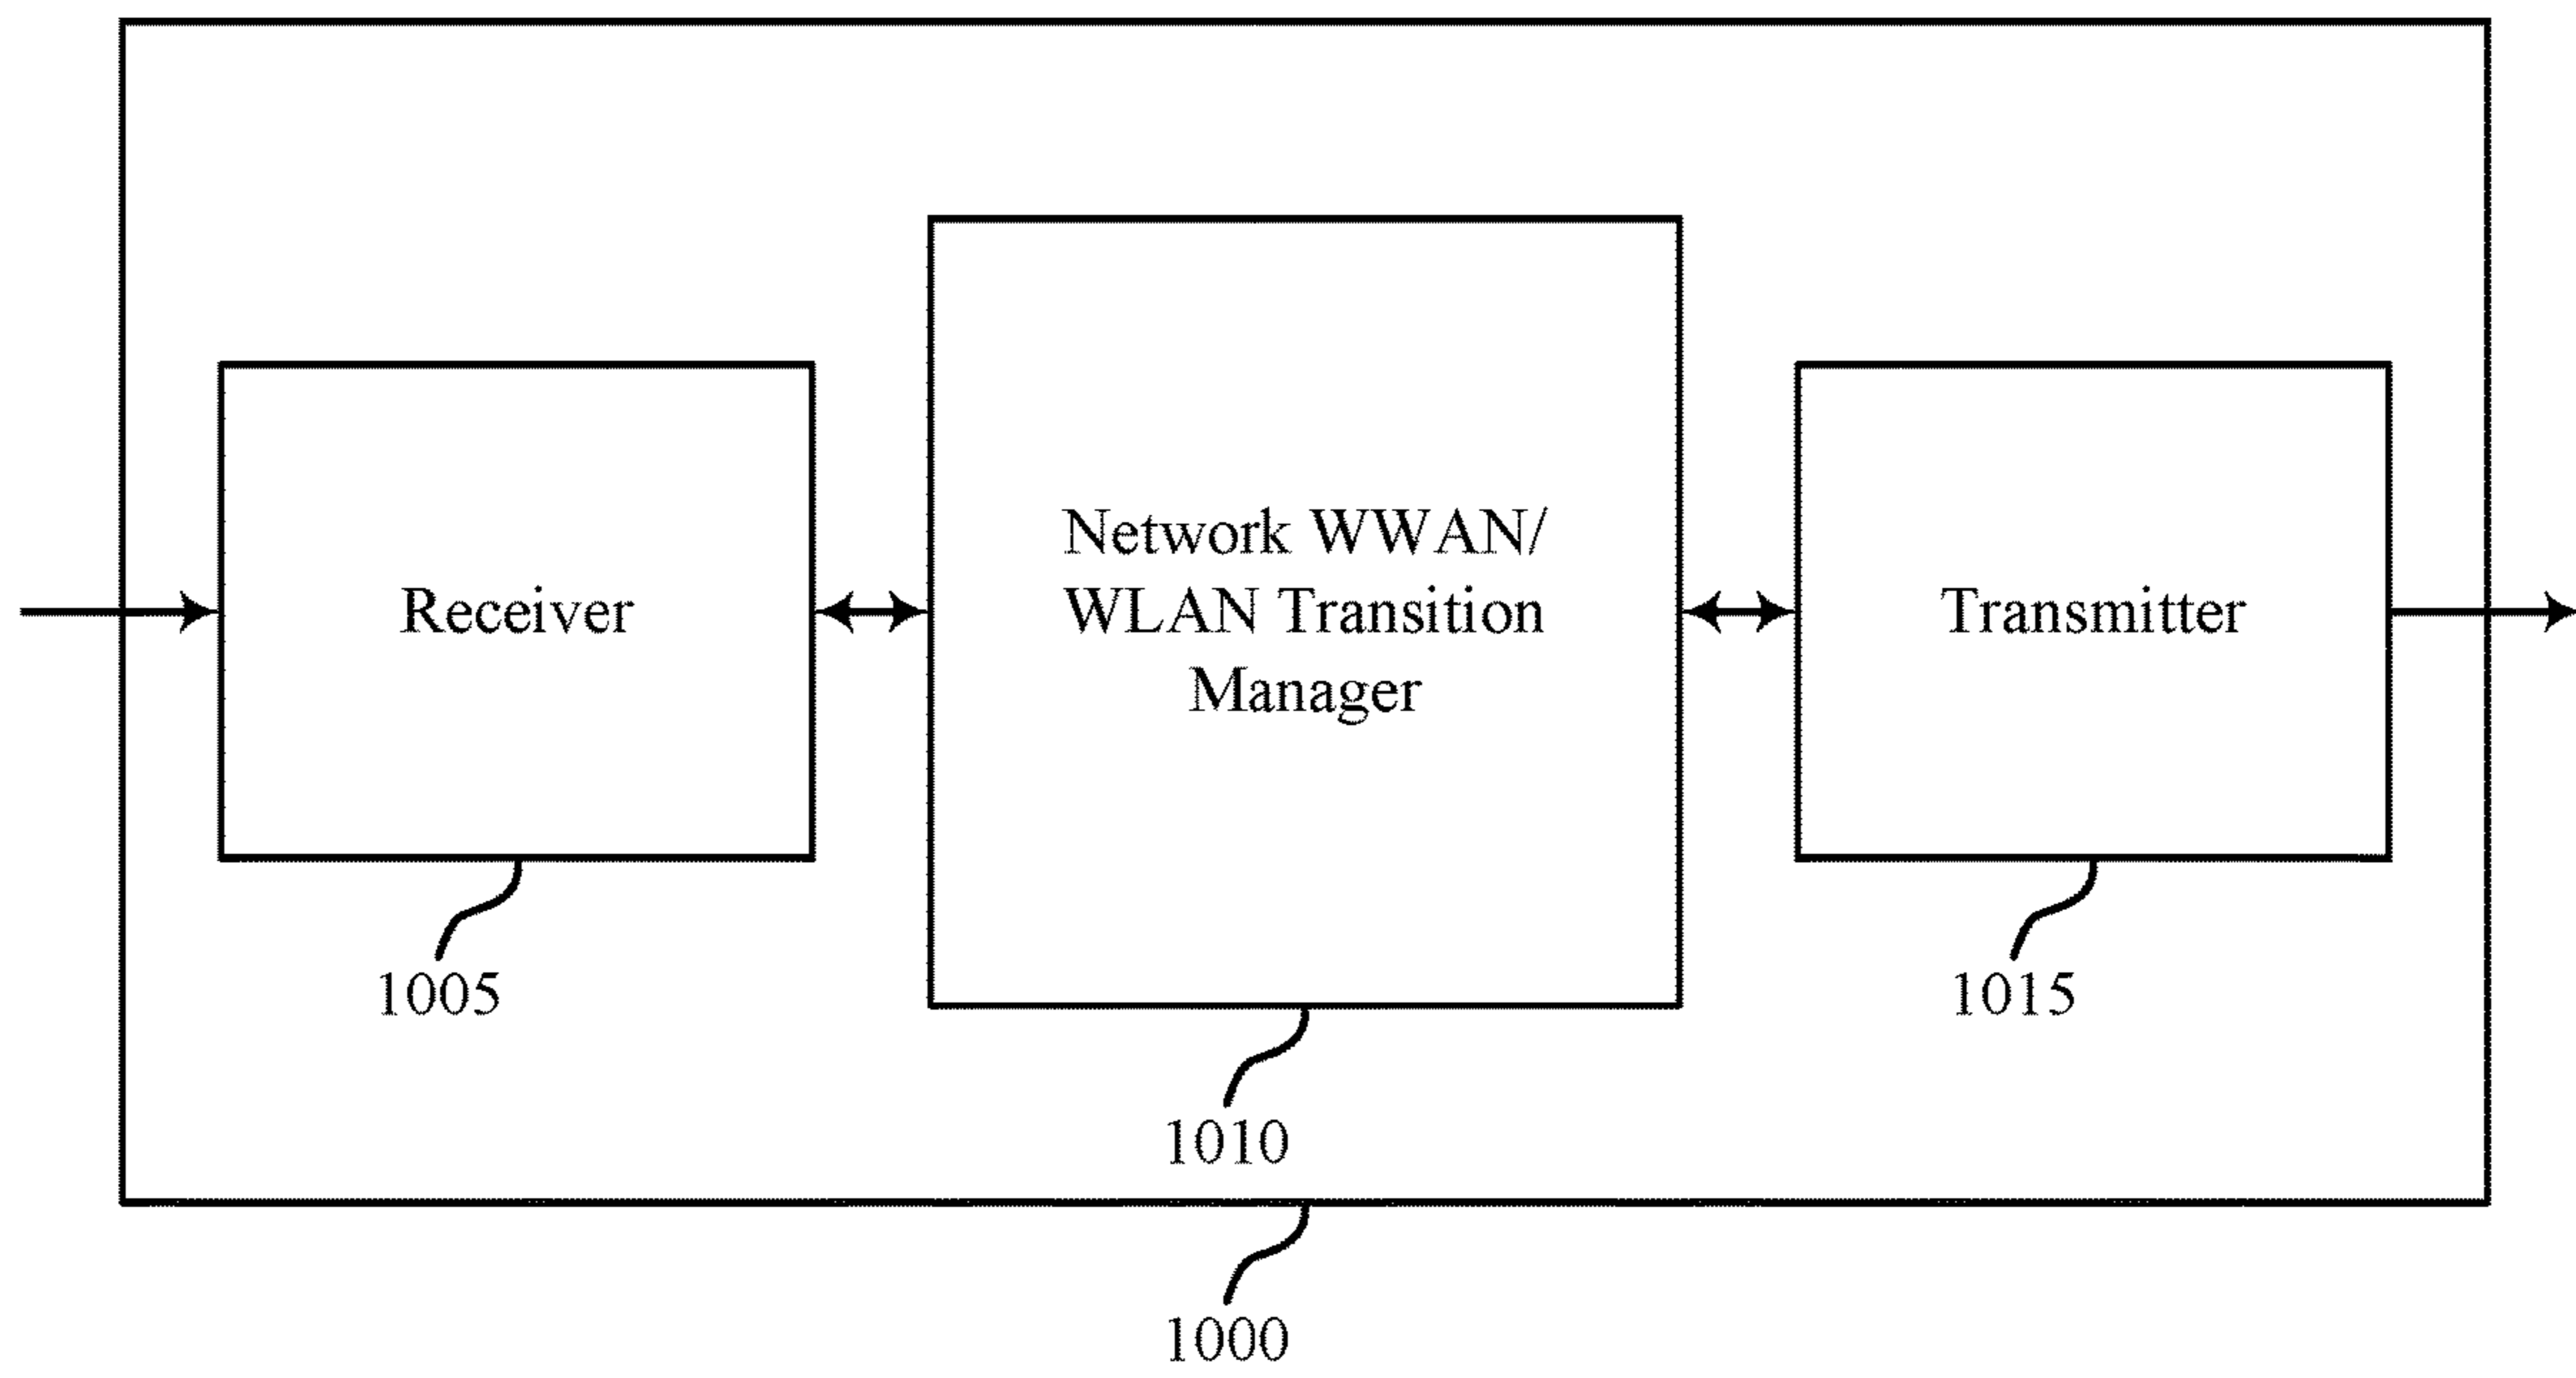 Receiver
Network WWAN/
WLAN Transition
Manager
Transmitter
1005
1015
1010
1000